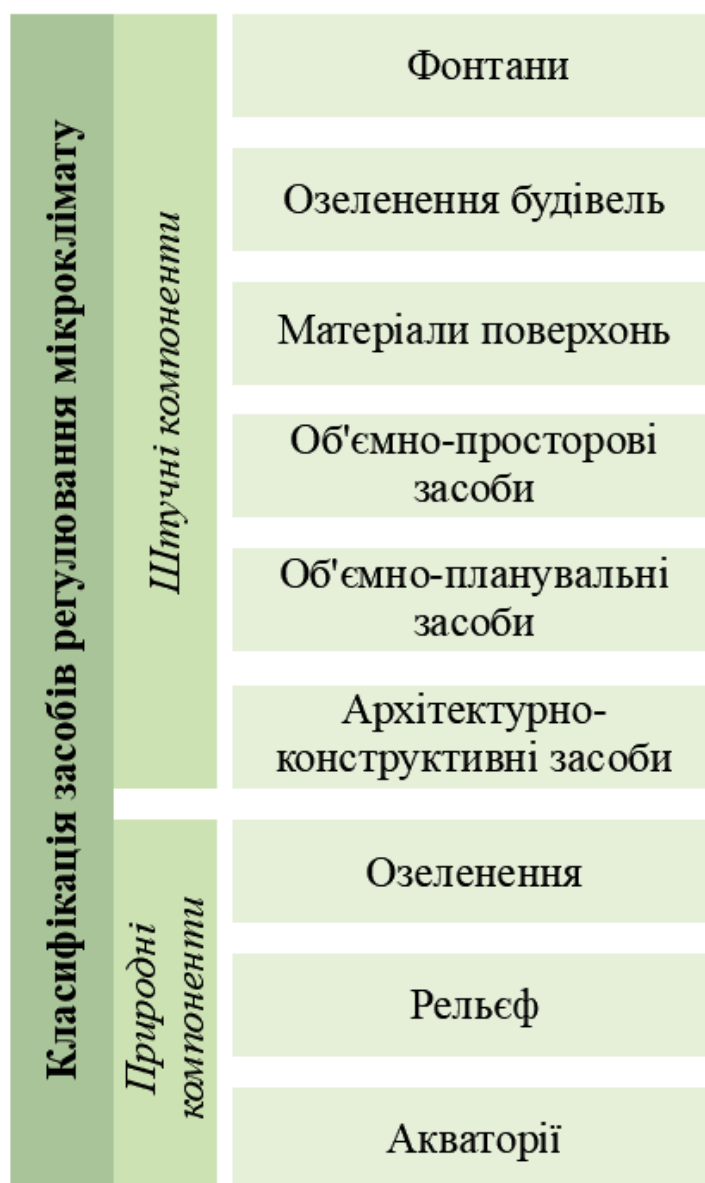 Класифікація засобів регулювання мікроклімату
Штучні компоненти
Фонтани
Озеленення будівель
Матеріали поверхонь
Об'ємно-просторові
засоби
Об'ємно-планувальні
засоби
Архітектурно-
конструктивні засоби
Природні
компоненти
Озеленення
Рельєф
Акваторії